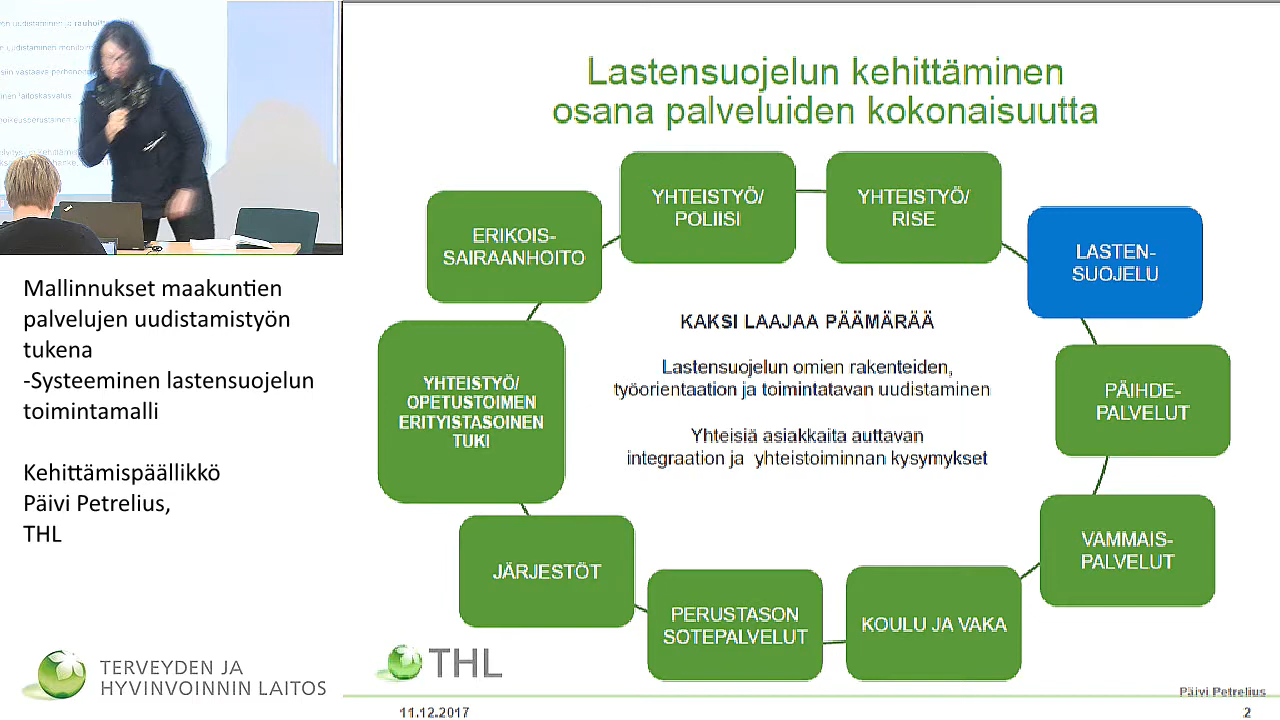 Lastensuojelun kehittäminen
osana palveluiden kokonaisuutta
YHTEISTYÖ/
POLIISI
YHTEISTYÖ/
RISE
ERIKOIS-
SAIRAANHOITO
LASTEN-
SUOJELU
KAKSI LAAJAA PÄÄMÄRÄÄ
Lastensuojelun omien rakenteiden,
työorientaation ja toimintatavan uudistaminen
Yhteisiä asiakkaita auttavan
integraation ja yhteistoiminnan kysymykset
YHTEISTYÖ/
OPETUSTOIMEN
ERITYISTASOINEN
TUKI
PÄIHDE-
PALVELUT
VAMMAIS-
PALVELUT
JÄRJESTÖT
PERUSTASON
SOTEPALVELUT
KOULU JA VAKA
THL
Päivi Petrelius
11.12.2017
2
Mallinnukset maakuntien
palvelujen uudistamistyön
tukena
-Systeeminen lastensuojelun
toimintamalli
Kehittämispäällikkö
Päivi Petrelius,
THL
TERVEYDEN JA
HYVINVOINNIN LAITOS